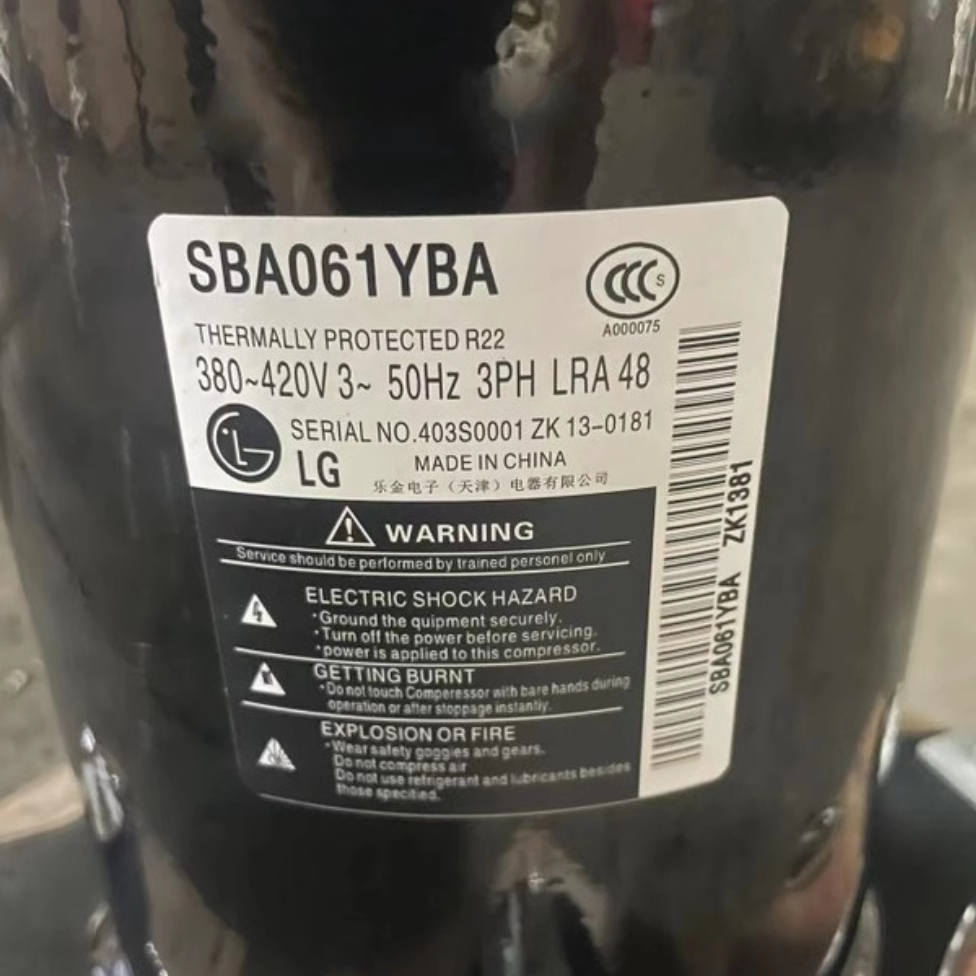 SBA061YBA
CCC S
A000075
THERMALLY PROTECTED R22
380~420V 3~ 50Hz 3PH LRA 48
SERIAL NO.403S0001 ZK 13-0181
LG
MADE IN CHINA
乐金电子（天津）电器有限公司
WARNING
Service should be performed by trained personel only
ELECTRIC SHOCK HAZARD
·Ground the quipment securely.
·Turn off the power before servicing.
·power is applied to this compressor.
GETTING BURNT
·Do not touch Comperessor with bare hands during
operation or after stoppage instantiy.
EXPLOSION OR FIRE
·Wear safety goggies and gears.
Do not compress air
Do not use refrigerant and lubricants besides
those specified.
SBA061YBA ZK1381